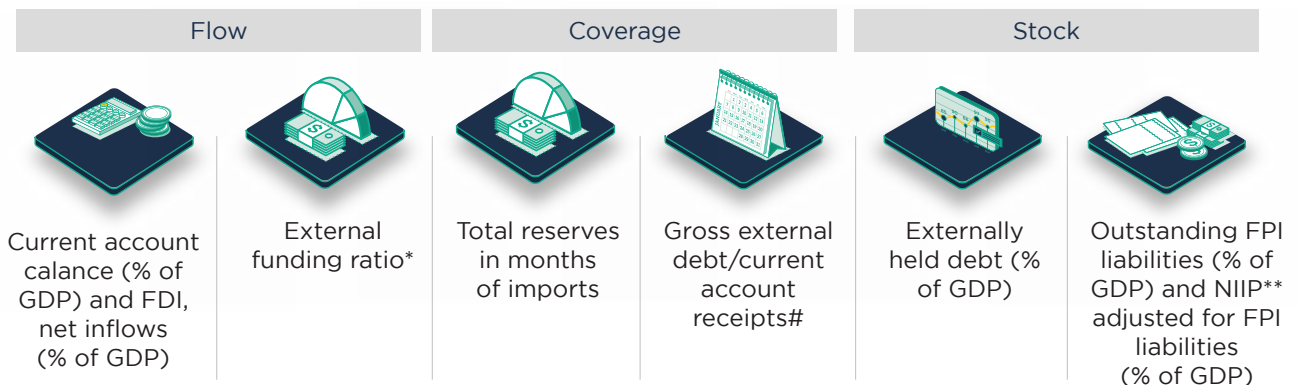 Flow
Coverage
Stock
Current account
calance (% of
GDP) and FDI,
net inflows
(% of GDP)
External
funding ratio*
Total reserves
in months
of imports
Gross external
debt/current
account
receipts#
Externally
held debt (%
of GDP)
Outstanding FPI
liabilities (% of
GDP) and NIIP**
adjusted for FPI
liabilities
(% of GDP)